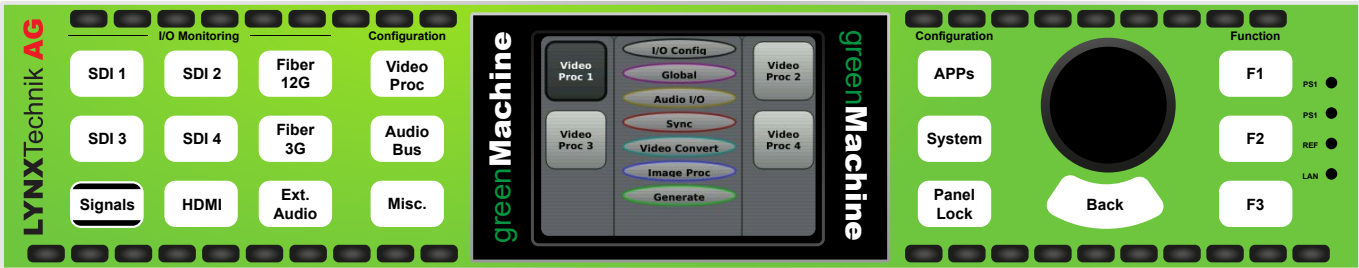 LYNXTechnik AG
I/O Monitoring
Configuration
SDI 1
SDI 2
Fiber
12G
Video
Proc
SDI 3
SDI 4
Fiber
3G
Audio
Bus
Signals
HDMI
Ext.
Audio
Misc.
greenMachine
Video
Proc 1
Video
Proc 3
I/O Config
Global
Audio I/O
Sync
Video Convert
Image Proc
Generate
Video
Proc 2
Video
Proc 4
greenMachine
Configuration
Function
APPs
System
Panel
Lock
Back
F1
F2
F3
PS1
PS1
REF
LAN